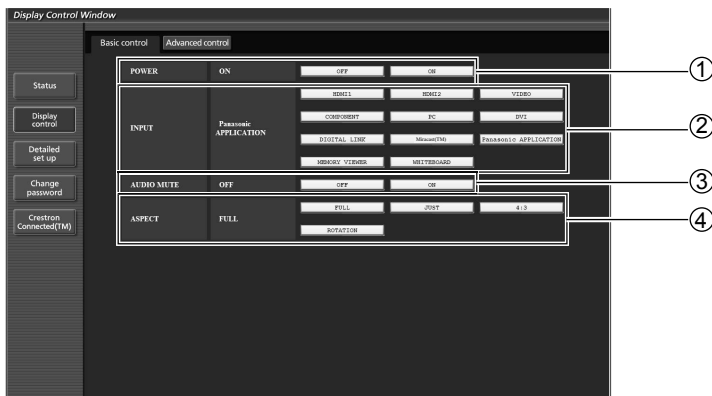 Display Control Window
Basic control Advanced control
POWER ON OFF ON
①
Status
Display
control
Detailed
set up
Change
password
Crestron
Connected(TM)
INPUT Panasonic
APPLICATION
HDMI1 HDMI2 VIDEO
COMPONENT PC DVI
DIGITAL LINK Miracast(TM) Panasonic APPLICATION
MEMORY VIEWER WHITEBOARD
②
AUDIO MUTE OFF OFF ON
③
ASPECT FULL
FULL JUST 4:3
ROTATION
④